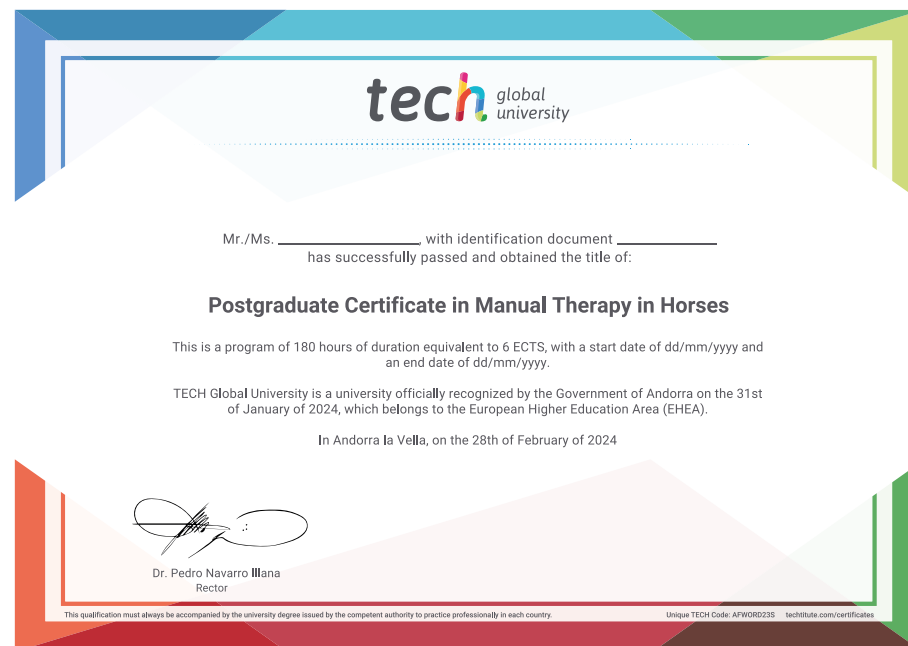 tech global
university
Mr./Ms. ____________, with identification document ____________
has successfully passed and obtained the title of:
Postgraduate Certificate in Manual Therapy in Horses
This is a program of 180 hours of duration equivalent to 6 ECTS, with a start date of dd/mm/yyyy and
an end date of dd/mm/yyyy.
TECH Global University is a university officially recognized by the Government of Andorra on the 31st
of January of 2024, which belongs to the European Higher Education Area (EHEA).
In Andorra la Vella, on the 28th of February of 2024
Dr. Pedro Navarro Illana
Rector
This qualification must always be accompanied by the university degree issued by the competent authority to practice professionally in each country. Unique TECH Code: AFWORD23S techtitute.com/certificates